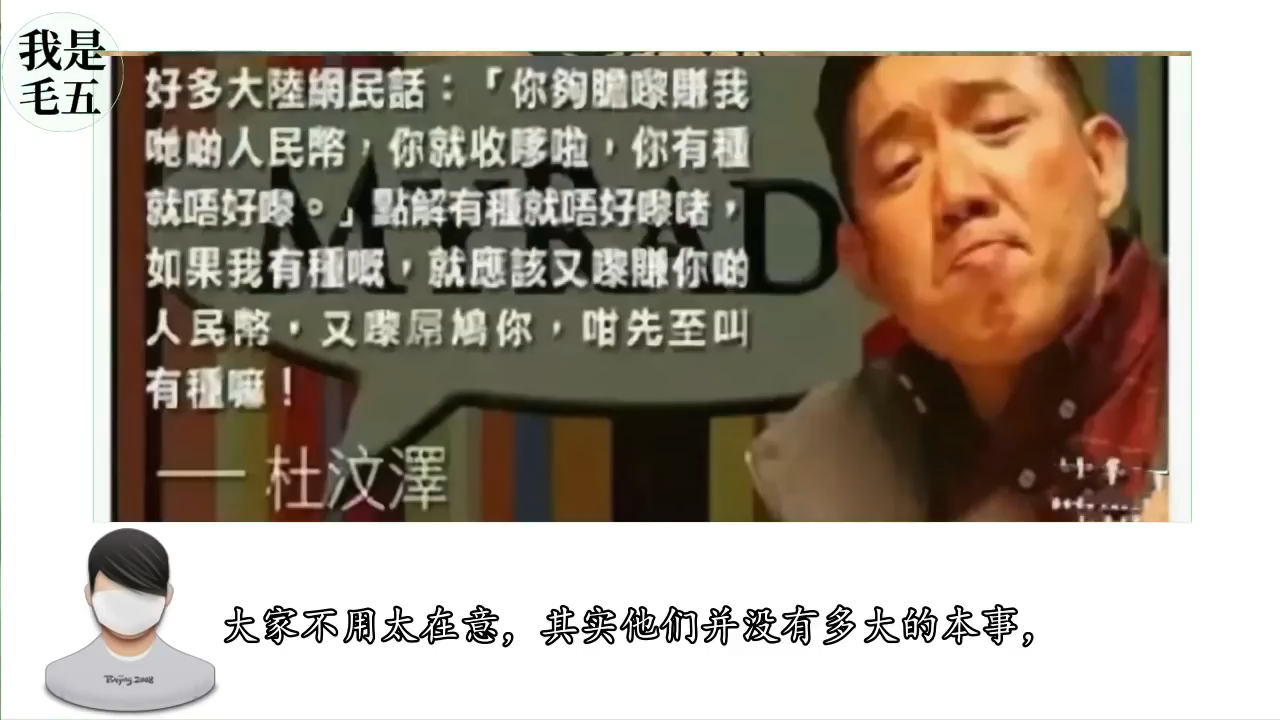 我是
毛五
好多大陸網民話：「你夠膽嚟賺我
哋啲人民幣，你就收嗲啦，你有種
就唔好嚟。」點解有種就唔好嚟啫，
如果我有種嘅，就應該又嚟賺你啲
人民幣，又嚟屌鳩你，咁先至叫
有種嘛！
MY BAD
—— 杜汶澤
Beijing 2008
大家不用太在意，其实他们并没有多大的本事，